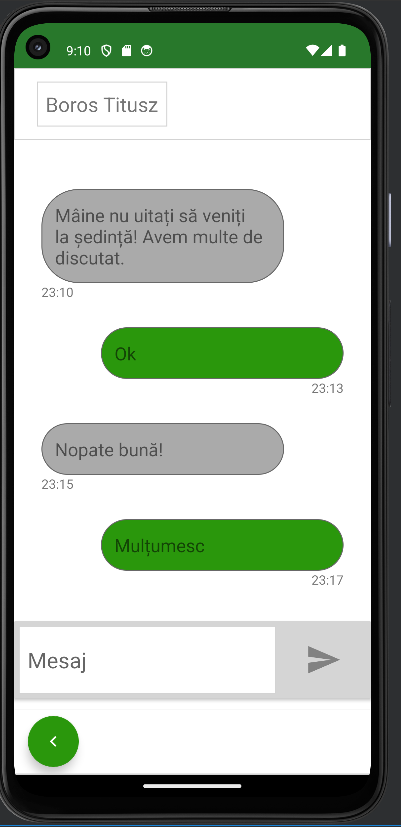 9:10
Boros Titusz
Mâine nu uitați să veniți
la ședință! Avem multe de
discutat.
23:10
Ok
23:13
Nopate bună!
23:15
Mulțumesc
23:17
Mesaj